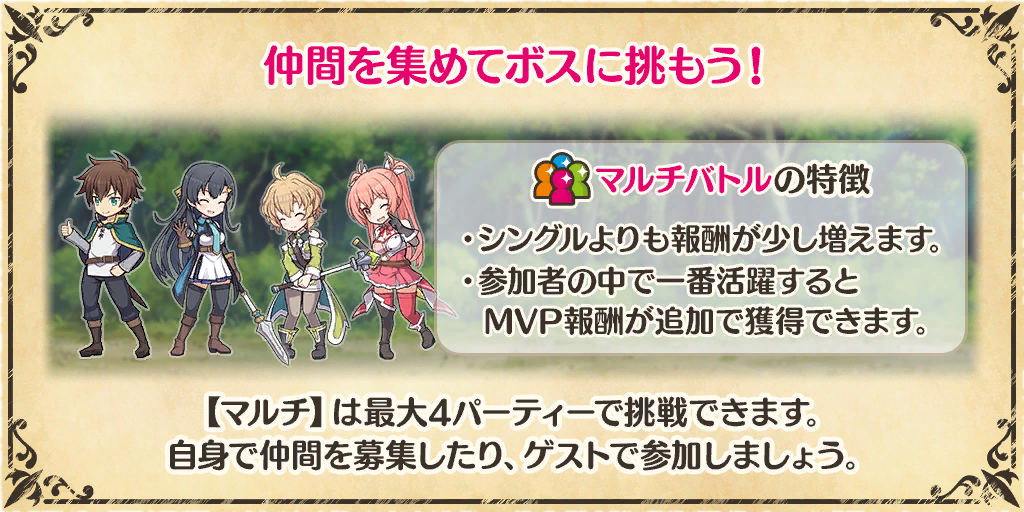 仲間を集めてボスに挑もう!
マルチバトルの特徴
・シングルよりも報酬が少し増えます。
・参加者の中で一番活躍すると
MVP報酬が追加で獲得できます。
【マルチ】は最大4パーティーで挑戦できます。
自身で仲間を募集したり、ゲストで参加しましょう。